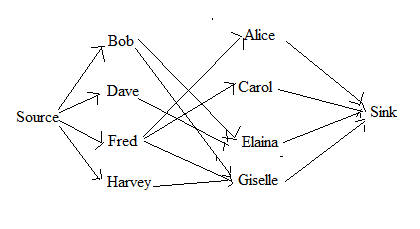 Source
Bob
Dave
Fred
Harvey
Alice
Carol
Elaina
Giselle
Sink